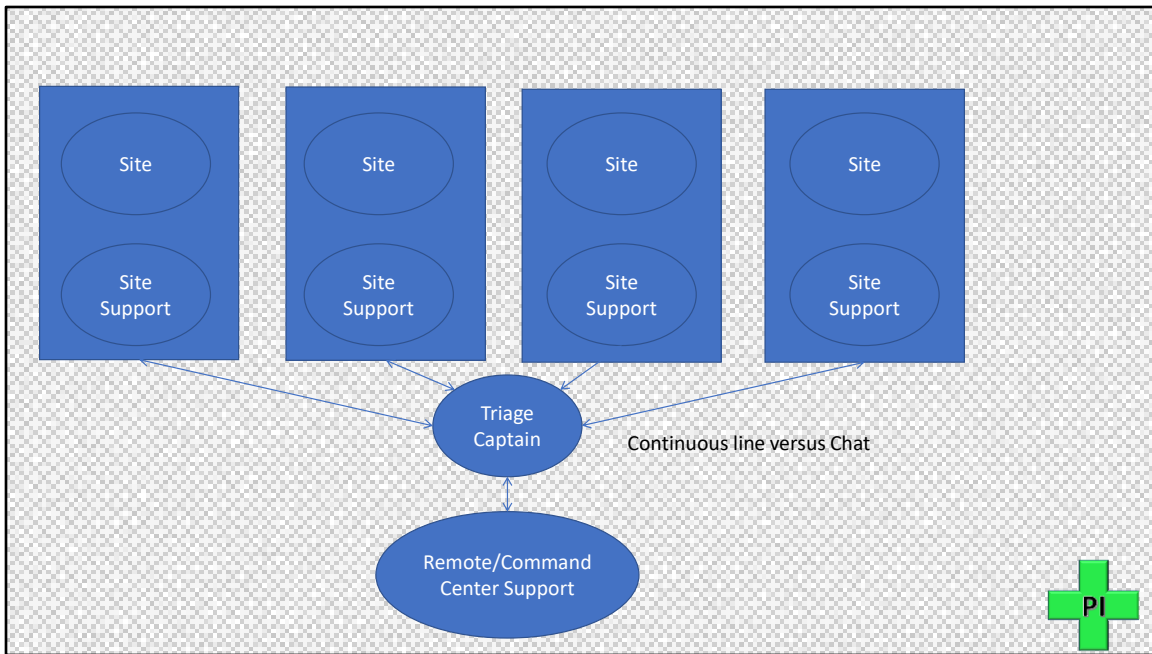 Site
Site
Site
Site
Site
Support
Site
Support
Site
Support
Site
Support
Triage
Captain
Continuous line versus Chat
Remote/Command
Center Support
PI